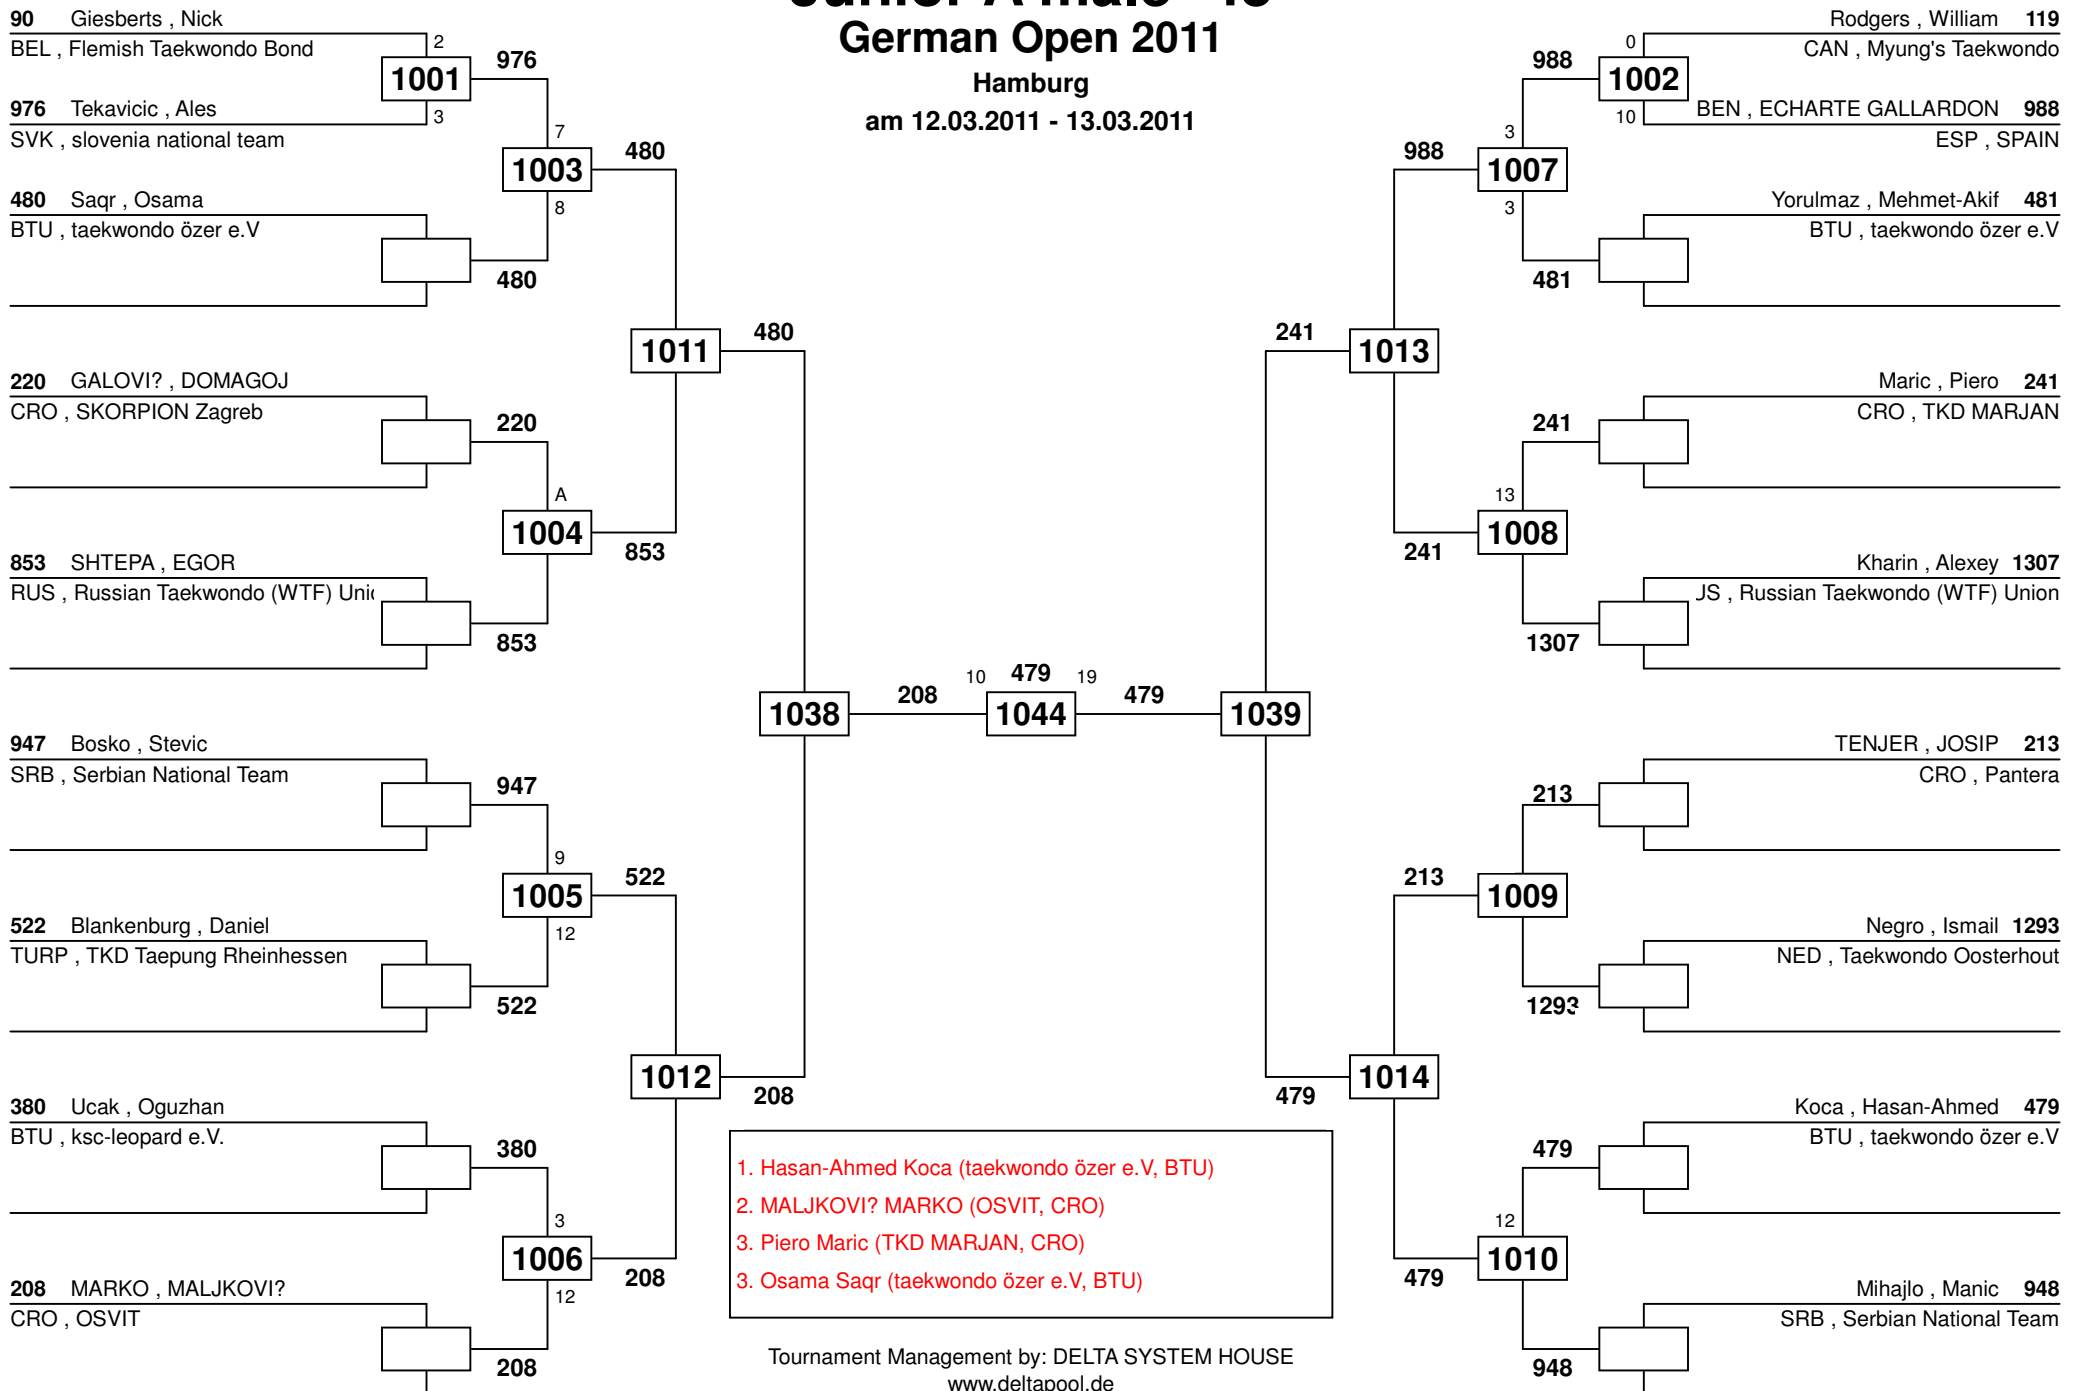 German Open 2011
Hamburg
am 12.03.2011 - 13.03.2011
90 Giesberts , Nick
BEL , Flemish Taekwondo Bond
2
1001
976
3
976 Tekavicic , Ales
SVK , slovenia national team
7
1003
480
8
480 Saqr , Osama
BTU , taekwondo özer e.V
480
1011
480
220 GALOVI? , DOMAGOJ
CRO , SKORPION Zagreb
220
A
1004
853
853 SHTEPA , EGOR
RUS , Russian Taekwondo (WTF)
853
1038
208
10
479
19
1044
479
1039
947 Bosko , Stevic
SRB , Serbian National Team
947
9
1005
522
12
522 Blankenburg , Daniel
TURP , TKD Taepung Rheinhessen
522
1012
208
380 Ucak , Oguzhan
BTU , ksc-leopard e.V.
380
3
1006
208
12
208 MARKO , MALJKOVI?
CRO , OSVIT
208
Rodgers , William 119
CAN , Myung's Taekwondo
0
988
1002
10
BEN , ECHARTE GALLARDON 988
ESP , SPAIN
3
988
1007
3
Yorulmaz , Mehmet-Akif 481
BTU , taekwondo özer e.V
481
241
1013
Maric , Piero 241
CRO , TKD MARJAN
241
13
1008
241
Kharin , Alexey 1307
, Russian Taekwondo (WTF) Union
1307
TENJER , JOSIP 213
CRO , Pantera
213
213
1009
Negro , Ismail 1293
NED , Taekwondo Oosterhout
1293
1014
479
Koca , Hasan-Ahmed 479
BTU , taekwondo özer e.V
479
12
1010
479
Mihajlo , Manic 948
SRB , Serbian National Team
948
1. Hasan-Ahmed Koca (taekwondo özer e.V, BTU)
2. MALJKOVI? MARKO (OSVIT, CRO)
3. Piero Maric (TKD MARJAN, CRO)
3. Osama Saqr (taekwondo özer e.V, BTU)
Tournament Management by: DELTA SYSTEM HOUSE
www.deltapool.de